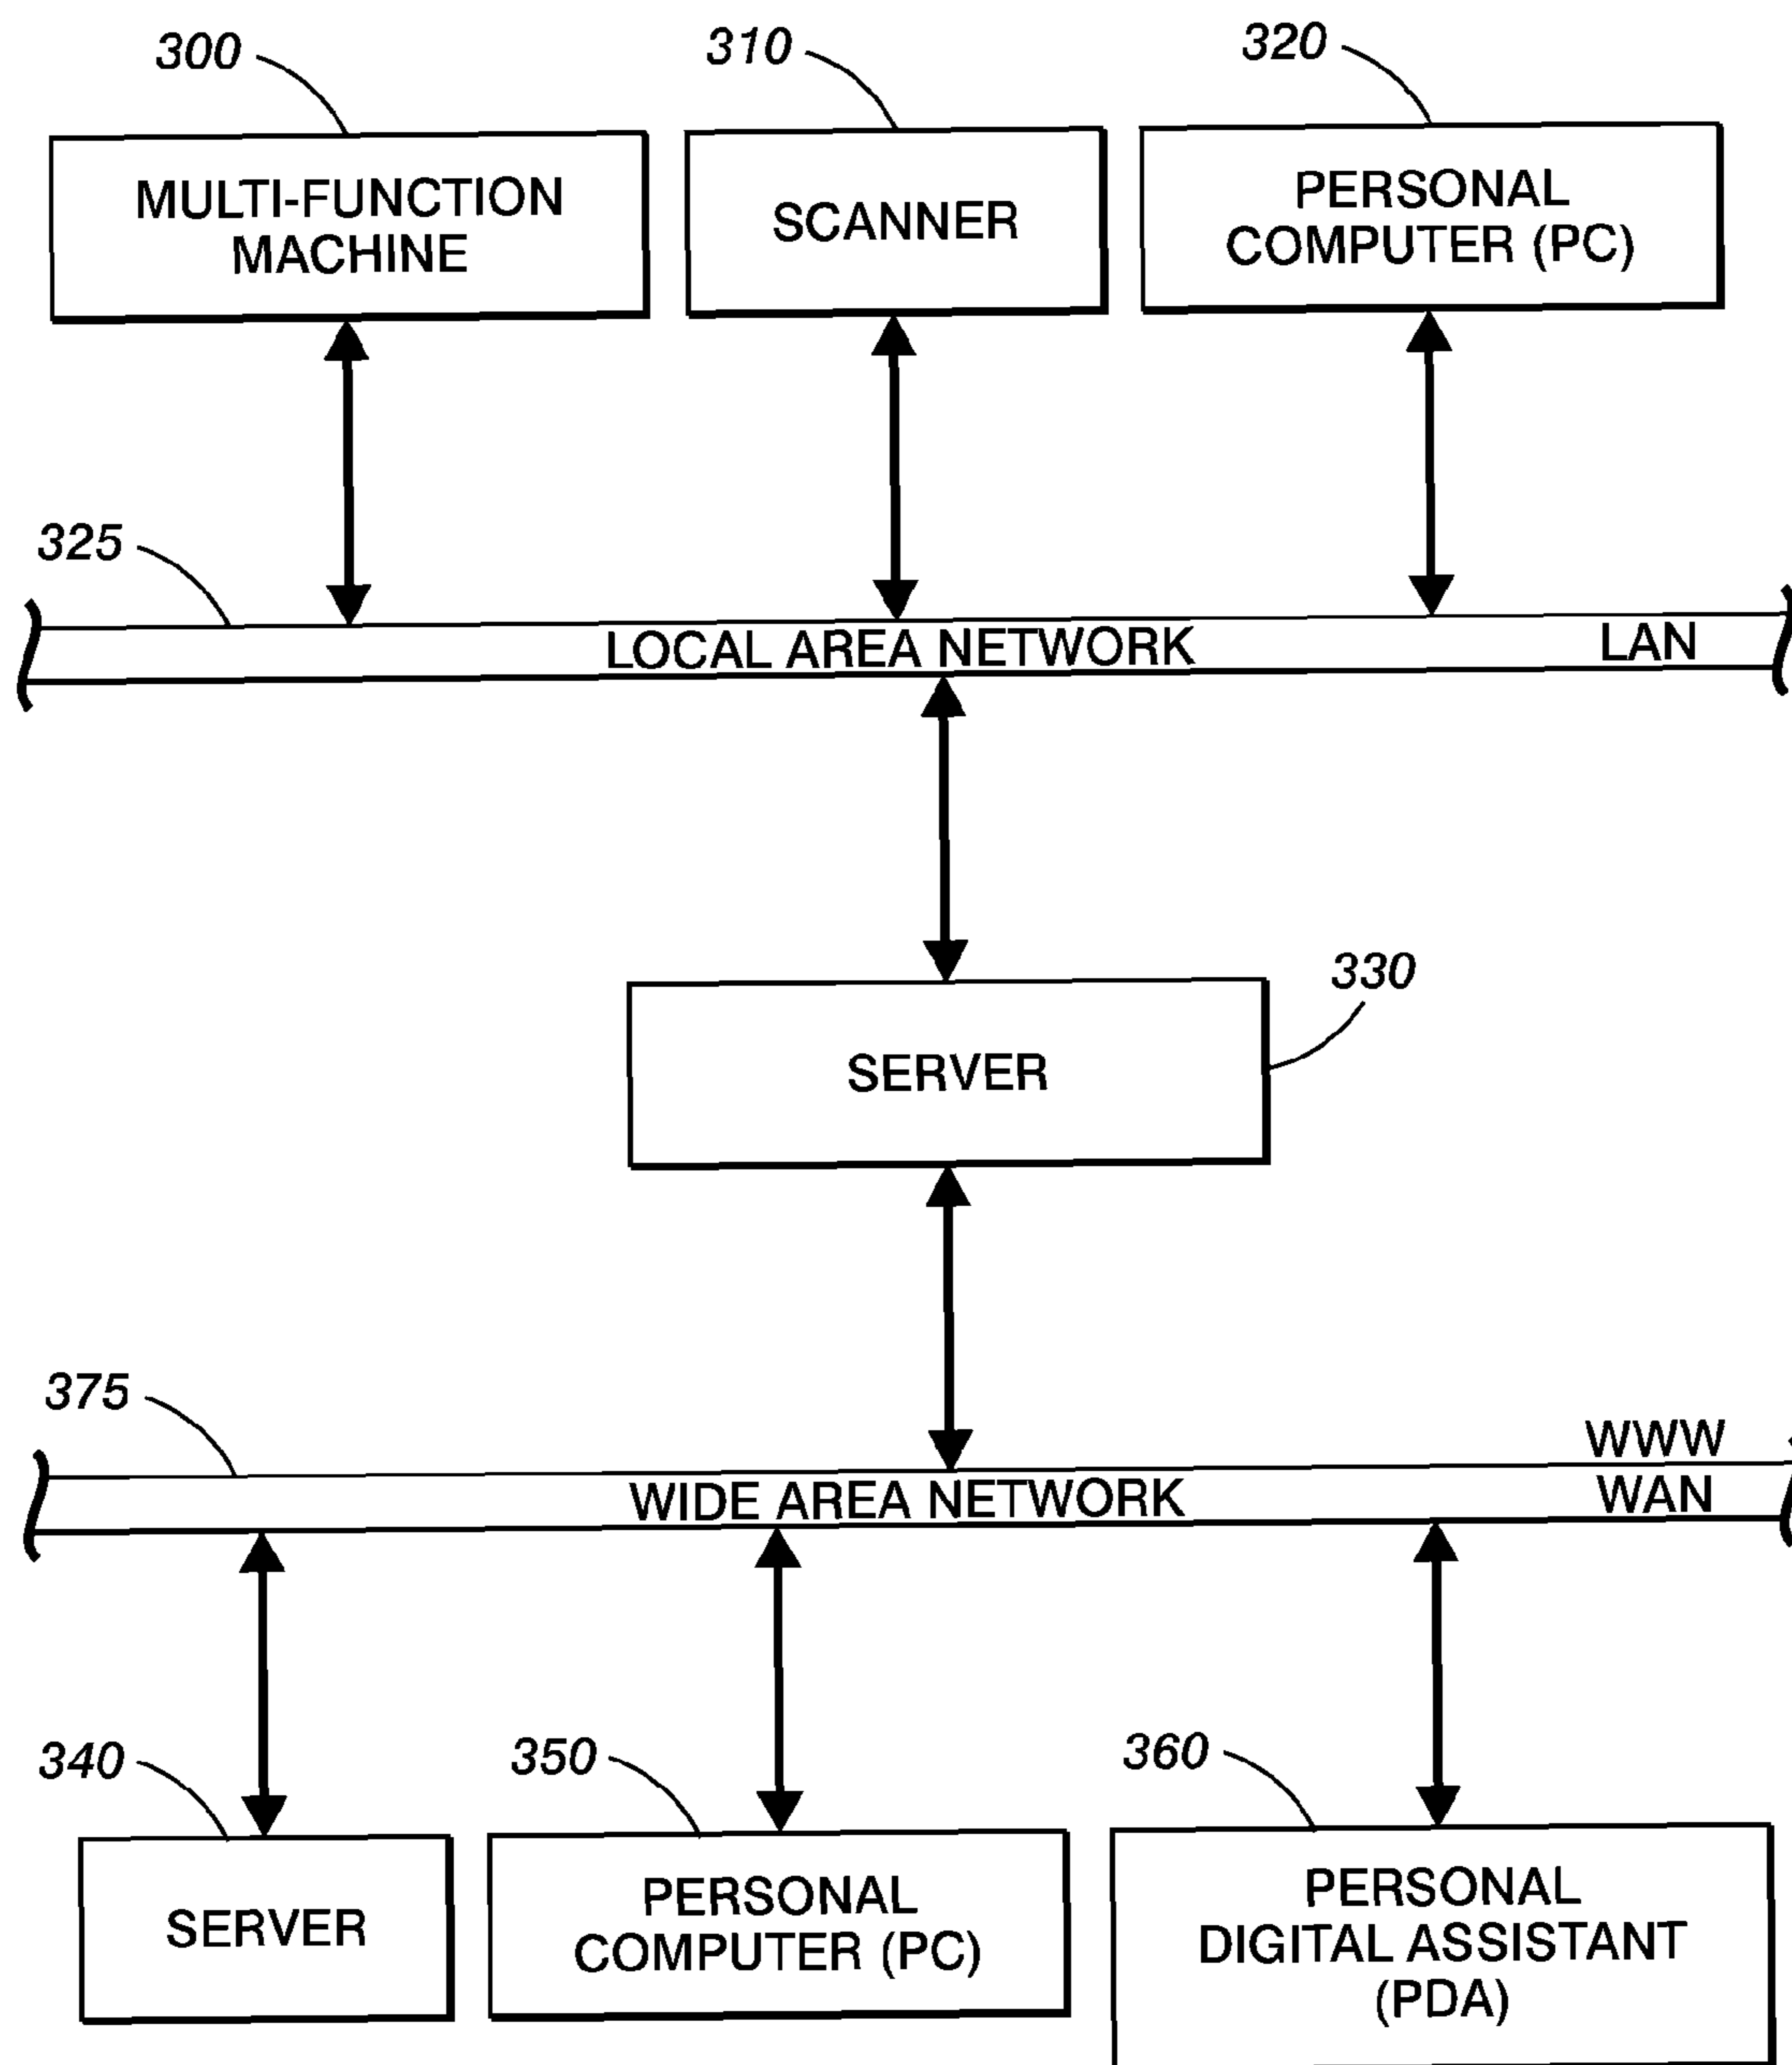 300
310
320
MULTI-FUNCTION
MACHINE
SCANNER
PERSONAL
COMPUTER (PC)
325
LOCAL AREA NETWORK
LAN
330
SERVER
375
WWW
WIDE AREA NETWORK
WAN
340
350
360
SERVER
PERSONAL
COMPUTER (PC)
PERSONAL
DIGITAL ASSISTANT
(PDA)